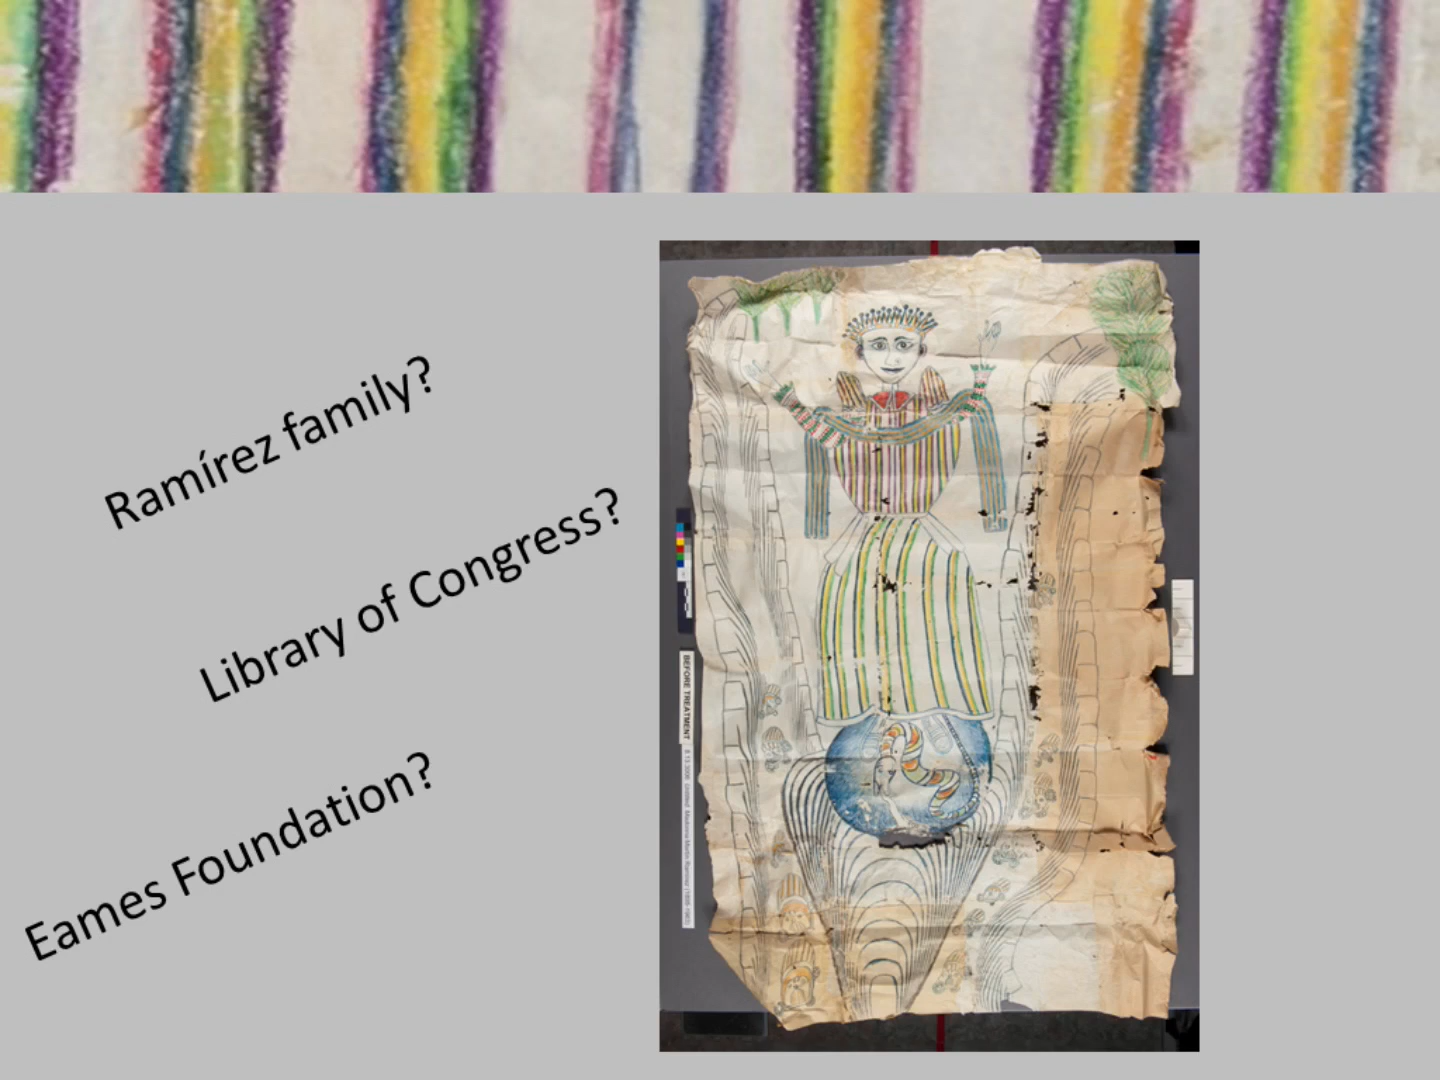 Ramírez family?
Library of Congress?
Eames Foundation?
BEFORE TREATMENT